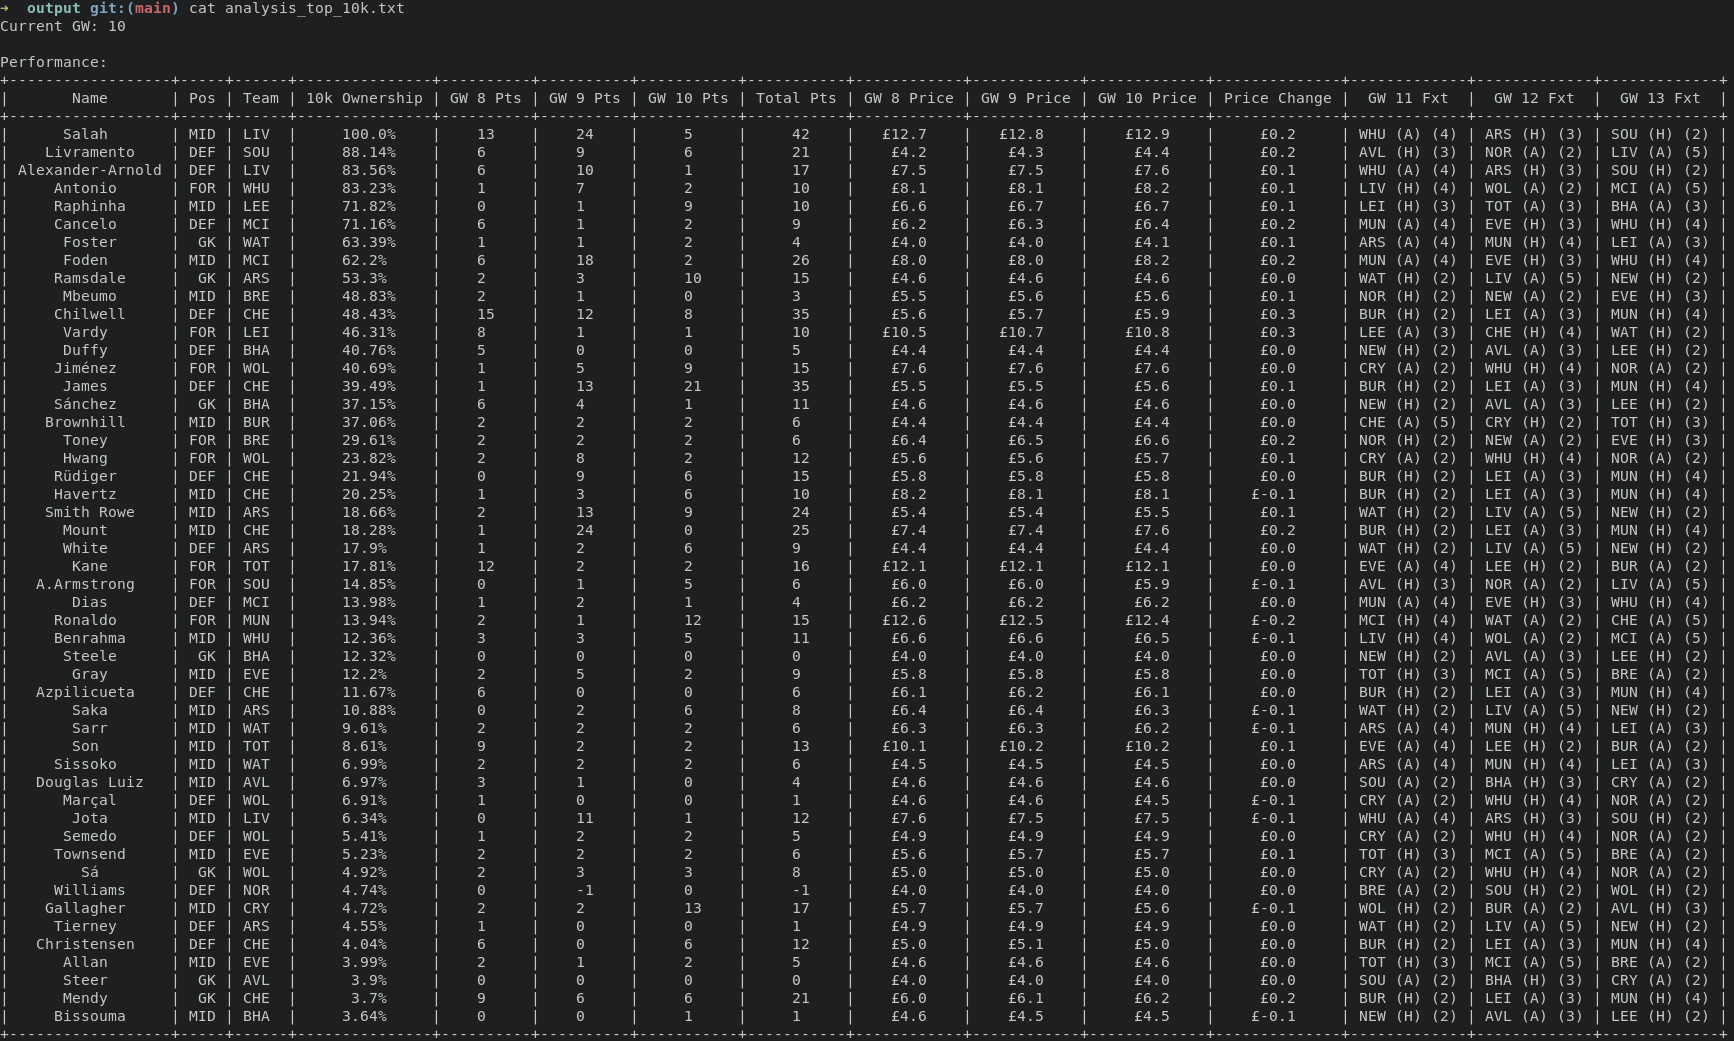 ➜  output git:(main) cat analysis_top_10k.txt
Current GW: 10
Performance:
+------------------+-----+------+---------------+----------+----------+-----------+-----------+------------+------------+-------------+--------------+-------------+-------------+-------------+
|       Name       | Pos | Team | 10k Ownership | GW 8 Pts | GW 9 Pts | GW 10 Pts | Total Pts | GW 8 Price | GW 9 Price | GW 10 Price | Price Change |  GW 11 Fxt  |  GW 12 Fxt  |  GW 13 Fxt  |
+------------------+-----+------+---------------+----------+----------+-----------+-----------+------------+------------+-------------+--------------+-------------+-------------+-------------+
| Salah | MID | LIV | 100.0% | 13 | 24 | 5 | 42 | £12.7 | £12.8 | £12.9 | £0.2 | WHU (A) (4) | ARS (H) (3) | SOU (H) (2) |
| Livramento | DEF | SOU | 88.14% | 6 | 9 | 6 | 21 | £4.2 | £4.3 | £4.4 | £0.2 | AVL (H) (3) | NOR (A) (2) | LIV (A) (5) |
| Alexander-Arnold | DEF | LIV | 83.56% | 6 | 10 | 1 | 17 | £7.5 | £7.5 | £7.6 | £0.1 | WHU (A) (4) | ARS (H) (3) | SOU (H) (2) |
| Antonio | FOR | WHU | 83.23% | 1 | 7 | 2 | 10 | £8.1 | £8.1 | £8.2 | £0.1 | LIV (H) (4) | WOL (A) (2) | MCI (A) (5) |
| Raphinha | MID | LEE | 71.82% | 0 | 1 | 9 | 10 | £6.6 | £6.7 | £6.7 | £0.1 | LEI (H) (3) | TOT (A) (3) | BHA (A) (3) |
| Cancelo | DEF | MCI | 71.16% | 6 | 1 | 2 | 9 | £6.2 | £6.3 | £6.4 | £0.2 | MUN (A) (4) | EVE (H) (3) | WHU (H) (4) |
| Foster | GK | WAT | 63.39% | 1 | 1 | 2 | 4 | £4.0 | £4.0 | £4.1 | £0.1 | ARS (A) (4) | MUN (H) (4) | LEI (A) (3) |
| Foden | MID | MCI | 62.2% | 6 | 18 | 2 | 26 | £8.0 | £8.0 | £8.2 | £0.2 | MUN (A) (4) | EVE (H) (3) | WHU (H) (4) |
| Ramsdale | GK | ARS | 53.3% | 2 | 3 | 10 | 15 | £4.6 | £4.6 | £4.6 | £0.0 | WAT (H) (2) | LIV (A) (5) | NEW (H) (2) |
| Mbeumo | MID | BRE | 48.83% | 2 | 1 | 0 | 3 | £5.5 | £5.6 | £5.6 | £0.1 | NOR (H) (2) | NEW (A) (2) | EVE (H) (3) |
| Chilwell | DEF | CHE | 48.43% | 15 | 12 | 8 | 35 | £5.6 | £5.7 | £5.9 | £0.3 | BUR (H) (2) | LEI (A) (3) | MUN (H) (4) |
| Vardy | FOR | LEI | 46.31% | 8 | 1 | 1 | 10 | £10.5 | £10.7 | £10.8 | £0.3 | LEE (A) (3) | CHE (H) (4) | WAT (H) (2) |
| Duffy | DEF | BHA | 40.76% | 5 | 0 | 0 | 5 | £4.4 | £4.4 | £4.4 | £0.0 | NEW (H) (2) | AVL (A) (3) | LEE (H) (2) |
| Jiménez | FOR | WOL | 40.69% | 1 | 5 | 9 | 15 | £7.6 | £7.6 | £7.6 | £0.0 | CRY (A) (2) | WHU (H) (4) | NOR (A) (2) |
| James | DEF | CHE | 39.49% | 1 | 13 | 21 | 35 | £5.5 | £5.5 | £5.6 | £0.1 | BUR (H) (2) | LEI (A) (3) | MUN (H) (4) |
| Sánchez | GK | BHA | 37.15% | 6 | 4 | 1 | 11 | £4.6 | £4.6 | £4.6 | £0.0 | NEW (H) (2) | AVL (A) (3) | LEE (H) (2) |
| Brownhill | MID | BUR | 37.06% | 2 | 2 | 2 | 6 | £4.4 | £4.4 | £4.4 | £0.0 | CHE (A) (5) | CRY (H) (2) | TOT (H) (3) |
| Toney | FOR | BRE | 29.61% | 2 | 2 | 2 | 6 | £6.4 | £6.5 | £6.6 | £0.2 | NOR (H) (2) | NEW (A) (2) | EVE (H) (3) |
| Hwang | FOR | WOL | 23.82% | 2 | 8 | 2 | 12 | £5.6 | £5.6 | £5.7 | £0.1 | CRY (A) (2) | WHU (H) (4) | NOR (A) (2) |
| Rüdiger | DEF | CHE | 21.94% | 0 | 9 | 6 | 15 | £5.8 | £5.8 | £5.8 | £0.0 | BUR (H) (2) | LEI (A) (3) | MUN (H) (4) |
| Havertz | MID | CHE | 20.25% | 1 | 3 | 6 | 10 | £8.2 | £8.1 | £8.1 | £-0.1 | BUR (H) (2) | LEI (A) (3) | MUN (H) (4) |
| Smith Rowe | MID | ARS | 18.66% | 2 | 13 | 9 | 24 | £5.4 | £5.4 | £5.5 | £0.1 | WAT (H) (2) | LIV (A) (5) | NEW (H) (2) |
| Mount | MID | CHE | 18.28% | 1 | 24 | 0 | 25 | £7.4 | £7.4 | £7.6 | £0.2 | BUR (H) (2) | LEI (A) (3) | MUN (H) (4) |
| White | DEF | ARS | 17.9% | 1 | 2 | 6 | 9 | £4.4 | £4.4 | £4.4 | £0.0 | WAT (H) (2) | LIV (A) (5) | NEW (H) (2) |
| Kane | FOR | TOT | 17.81% | 12 | 2 | 2 | 16 | £12.1 | £12.1 | £12.1 | £0.0 | EVE (A) (4) | LEE (H) (2) | BUR (A) (2) |
| A.Armstrong | FOR | SOU | 14.85% | 0 | 1 | 5 | 6 | £6.0 | £6.0 | £5.9 | £-0.1 | AVL (H) (3) | NOR (A) (2) | LIV (A) (5) |
| Dias | DEF | MCI | 13.98% | 1 | 2 | 1 | 4 | £6.2 | £6.2 | £6.2 | £0.0 | MUN (A) (4) | EVE (H) (3) | WHU (H) (4) |
| Ronaldo | FOR | MUN | 13.94% | 2 | 1 | 12 | 15 | £12.6 | £12.5 | £12.4 | £-0.2 | MCI (H) (4) | WAT (A) (2) | CHE (A) (5) |
| Benrahma | MID | WHU | 12.36% | 3 | 3 | 5 | 11 | £6.6 | £6.6 | £6.5 | £-0.1 | LIV (H) (4) | WOL (A) (2) | MCI (A) (5) |
| Steele | GK | BHA | 12.32% | 0 | 0 | 0 | 0 | £4.0 | £4.0 | £4.0 | £0.0 | NEW (H) (2) | AVL (A) (3) | LEE (H) (2) |
| Gray | MID | EVE | 12.2% | 2 | 5 | 2 | 9 | £5.8 | £5.8 | £5.8 | £0.0 | TOT (H) (3) | MCI (A) (5) | BRE (A) (2) |
| Azpilicueta | DEF | CHE | 11.67% | 6 | 0 | 0 | 6 | £6.1 | £6.2 | £6.1 | £0.0 | BUR (H) (2) | LEI (A) (3) | MUN (H) (4) |
| Saka | MID | ARS | 10.88% | 0 | 2 | 6 | 8 | £6.4 | £6.4 | £6.3 | £-0.1 | WAT (H) (2) | LIV (A) (5) | NEW (H) (2) |
| Sarr | MID | WAT | 9.61% | 2 | 2 | 2 | 6 | £6.3 | £6.3 | £6.2 | £-0.1 | ARS (A) (4) | MUN (H) (4) | LEI (A) (3) |
| Son | MID | TOT | 8.61% | 9 | 2 | 2 | 13 | £10.1 | £10.2 | £10.2 | £0.1 | EVE (A) (4) | LEE (H) (2) | BUR (A) (2) |
| Sissoko | MID | WAT | 6.99% | 2 | 2 | 2 | 6 | £4.5 | £4.5 | £4.5 | £0.0 | ARS (A) (4) | MUN (H) (4) | LEI (A) (3) |
| Douglas Luiz | MID | AVL | 6.97% | 3 | 1 | 0 | 4 | £4.6 | £4.6 | £4.6 | £0.0 | SOU (A) (2) | BHA (H) (3) | CRY (A) (2) |
| Marçal | DEF | WOL | 6.91% | 1 | 0 | 0 | 1 | £4.6 | £4.6 | £4.5 | £-0.1 | CRY (A) (2) | WHU (H) (4) | NOR (A) (2) |
| Jota | MID | LIV | 6.34% | 0 | 11 | 1 | 12 | £7.6 | £7.5 | £7.5 | £-0.1 | WHU (A) (4) | ARS (H) (3) | SOU (H) (2) |
| Semedo | DEF | WOL | 5.41% | 1 | 2 | 2 | 5 | £4.9 | £4.9 | £4.9 | £0.0 | CRY (A) (2) | WHU (H) (4) | NOR (A) (2) |
| Townsend | MID | EVE | 5.23% | 2 | 2 | 2 | 6 | £5.6 | £5.7 | £5.7 | £0.1 | TOT (H) (3) | MCI (A) (5) | BRE (A) (2) |
| Sá | GK | WOL | 4.92% | 2 | 3 | 3 | 8 | £5.0 | £5.0 | £5.0 | £0.0 | CRY (A) (2) | WHU (H) (4) | NOR (A) (2) |
| Williams | DEF | NOR | 4.74% | 0 | -1 | 0 | -1 | £4.0 | £4.0 | £4.0 | £0.0 | BRE (A) (2) | SOU (H) (2) | WOL (H) (2) |
| Gallagher | MID | CRY | 4.72% | 2 | 2 | 13 | 17 | £5.7 | £5.7 | £5.6 | £-0.1 | WOL (H) (2) | BUR (A) (2) | AVL (H) (3) |
| Tierney | DEF | ARS | 4.55% | 1 | 0 | 0 | 1 | £4.9 | £4.9 | £4.9 | £0.0 | WAT (H) (2) | LIV (A) (5) | NEW (H) (2) |
| Christensen | DEF | CHE | 4.04% | 6 | 0 | 6 | 12 | £5.0 | £5.1 | £5.0 | £0.0 | BUR (H) (2) | LEI (A) (3) | MUN (H) (4) |
| Allan | MID | EVE | 3.99% | 2 | 1 | 2 | 5 | £4.6 | £4.6 | £4.6 | £0.0 | TOT (H) (3) | MCI (A) (5) | BRE (A) (2) |
| Steer | GK | AVL | 3.9% | 0 | 0 | 0 | 0 | £4.0 | £4.0 | £4.0 | £0.0 | SOU (A) (2) | BHA (H) (3) | CRY (A) (2) |
| Mendy | GK | CHE | 3.7% | 9 | 6 | 6 | 21 | £6.0 | £6.1 | £6.2 | £0.2 | BUR (H) (2) | LEI (A) (3) | MUN (H) (4) |
| Bissouma | MID | BHA | 3.64% | 0 | 0 | 1 | 1 | £4.6 | £4.5 | £4.5 | £-0.1 | NEW (H) (2) | AVL (A) (3) | LEE (H) (2) |
+------------------+-----+------+---------------+----------+----------+-----------+-----------+------------+------------+-------------+--------------+-------------+-------------+-------------+